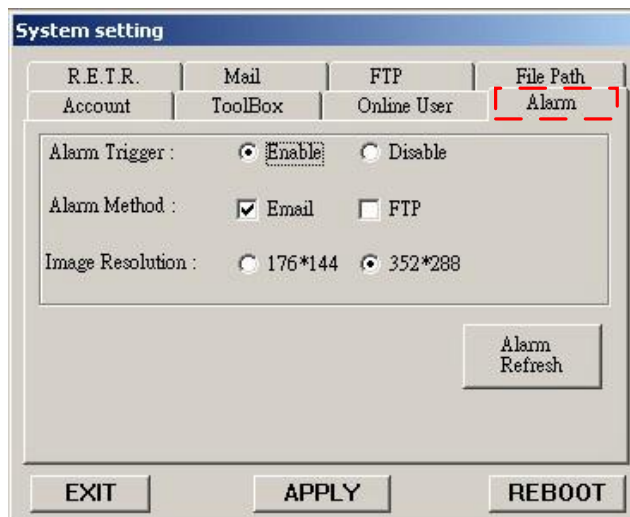 System setting
R.E.T.R. Mail FTP File Path
Account ToolBox Online User Alarm
Alarm Trigger : Enable Disable
Alarm Method : Email FTP
Image Resolution : 176*144 352*288
Alarm
Refresh
EXIT APPLY REBOOT